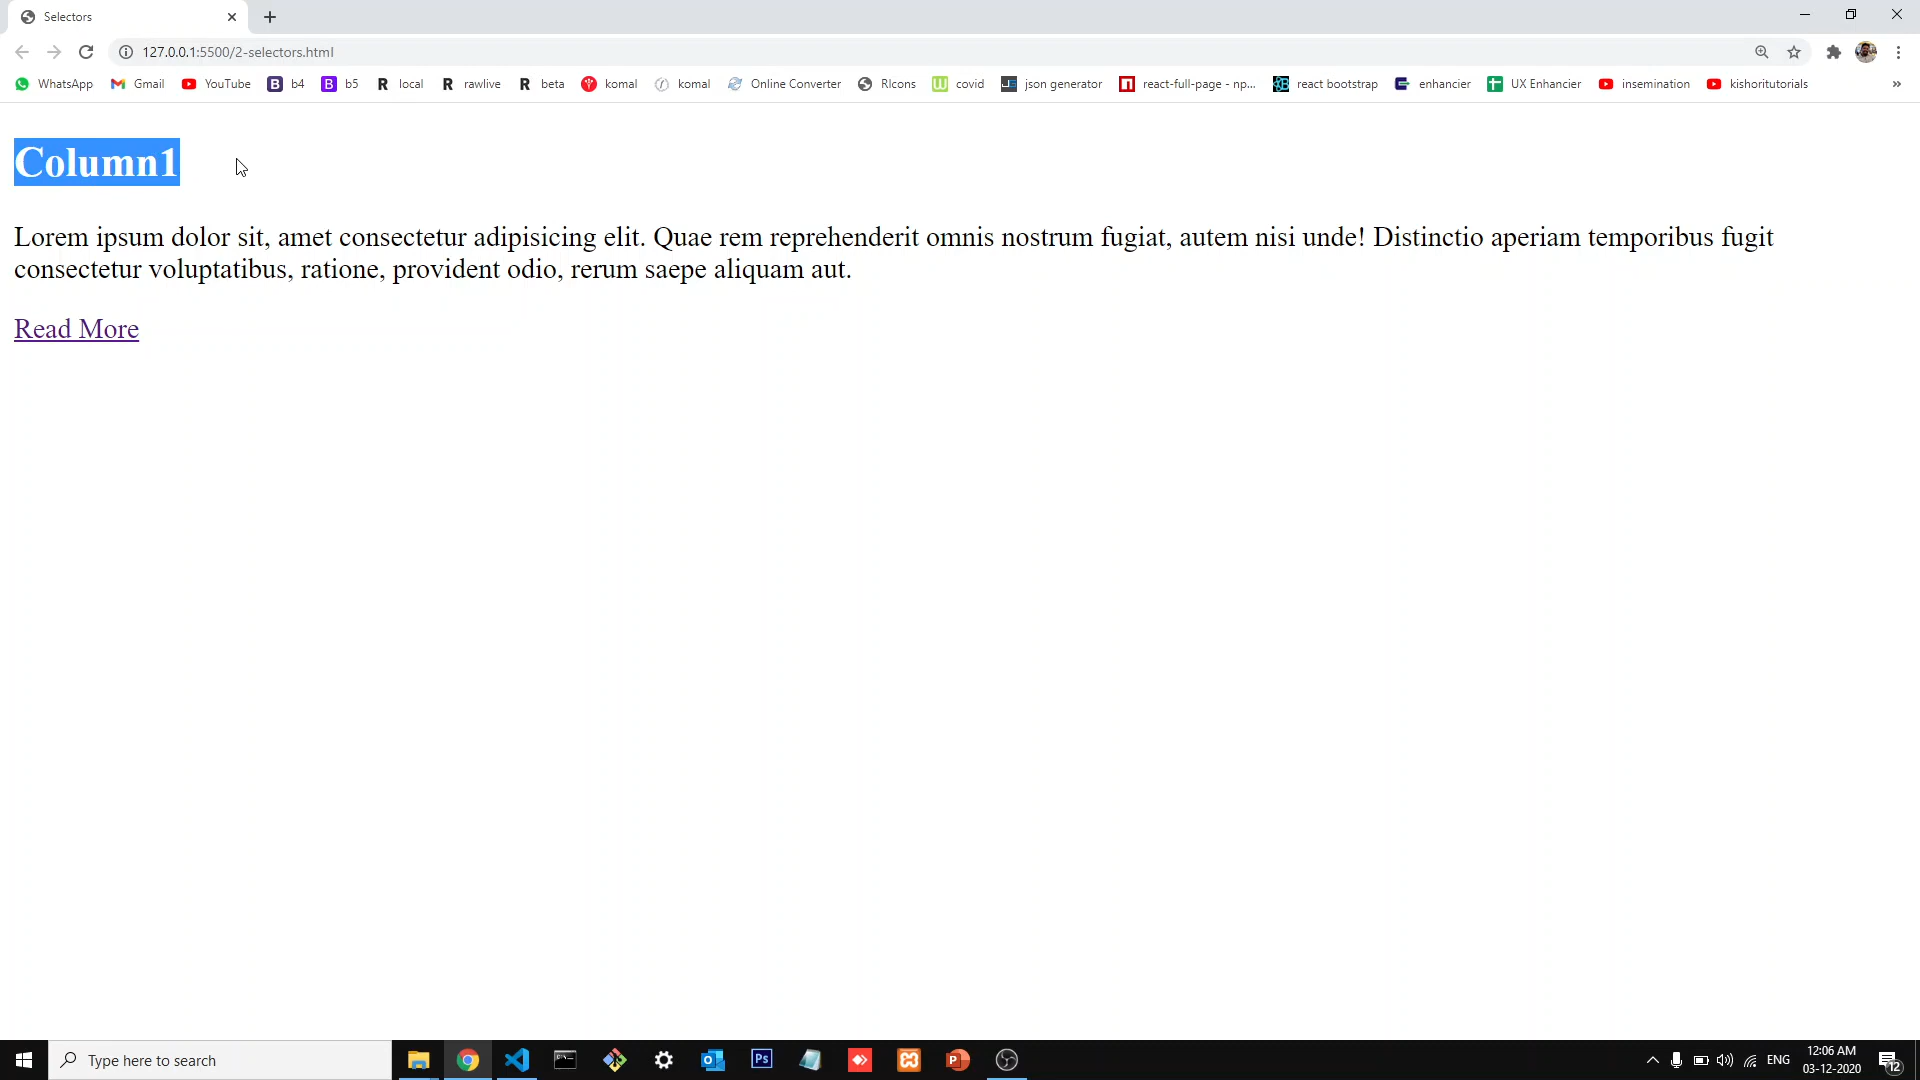 Selectors
127.0.0.1:5500/2-selectors.html
WhatsApp Gmail YouTube b4 b5 local rawlive beta komal komal Online Converter RIcons covid json generator react-full-page - np... react bootstrap enhancier UX Enhancier insemination kishoritutorials »
Column1
Lorem ipsum dolor sit, amet consectetur adipisicing elit. Quae rem reprehenderit omnis nostrum fugiat, autem nisi unde! Distinctio aperiam temporibus fugit
consectetur voluptatibus, ratione, provident odio, rerum saepe aliquam aut.
Read More
Type here to search
ENG
12:06 AM
03-12-2020
12